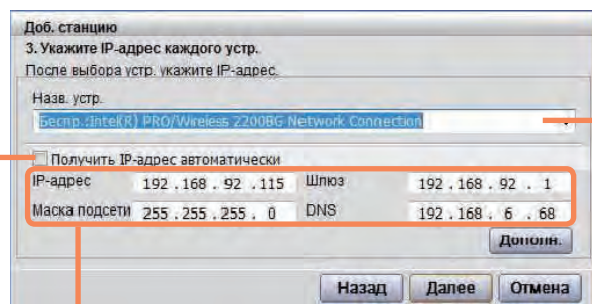 Доб. станцию
3. Укажите IP-адрес каждого устр.
После выбора устр. укажите IP-адрес.
Назв. устр.
Беспр.:Intel(R) PRO/Wireless 2200BG Network Connection
Получить IP-адрес автоматически
IP-адрес 192 . 168 . 92 . 115 Шлюз 192 . 168 . 92 . 1
Маска подсети 255 . 255 . 255 . 0 DNS 192 . 168 . 6 . 68
Дополн.
Назад Далее Отмена